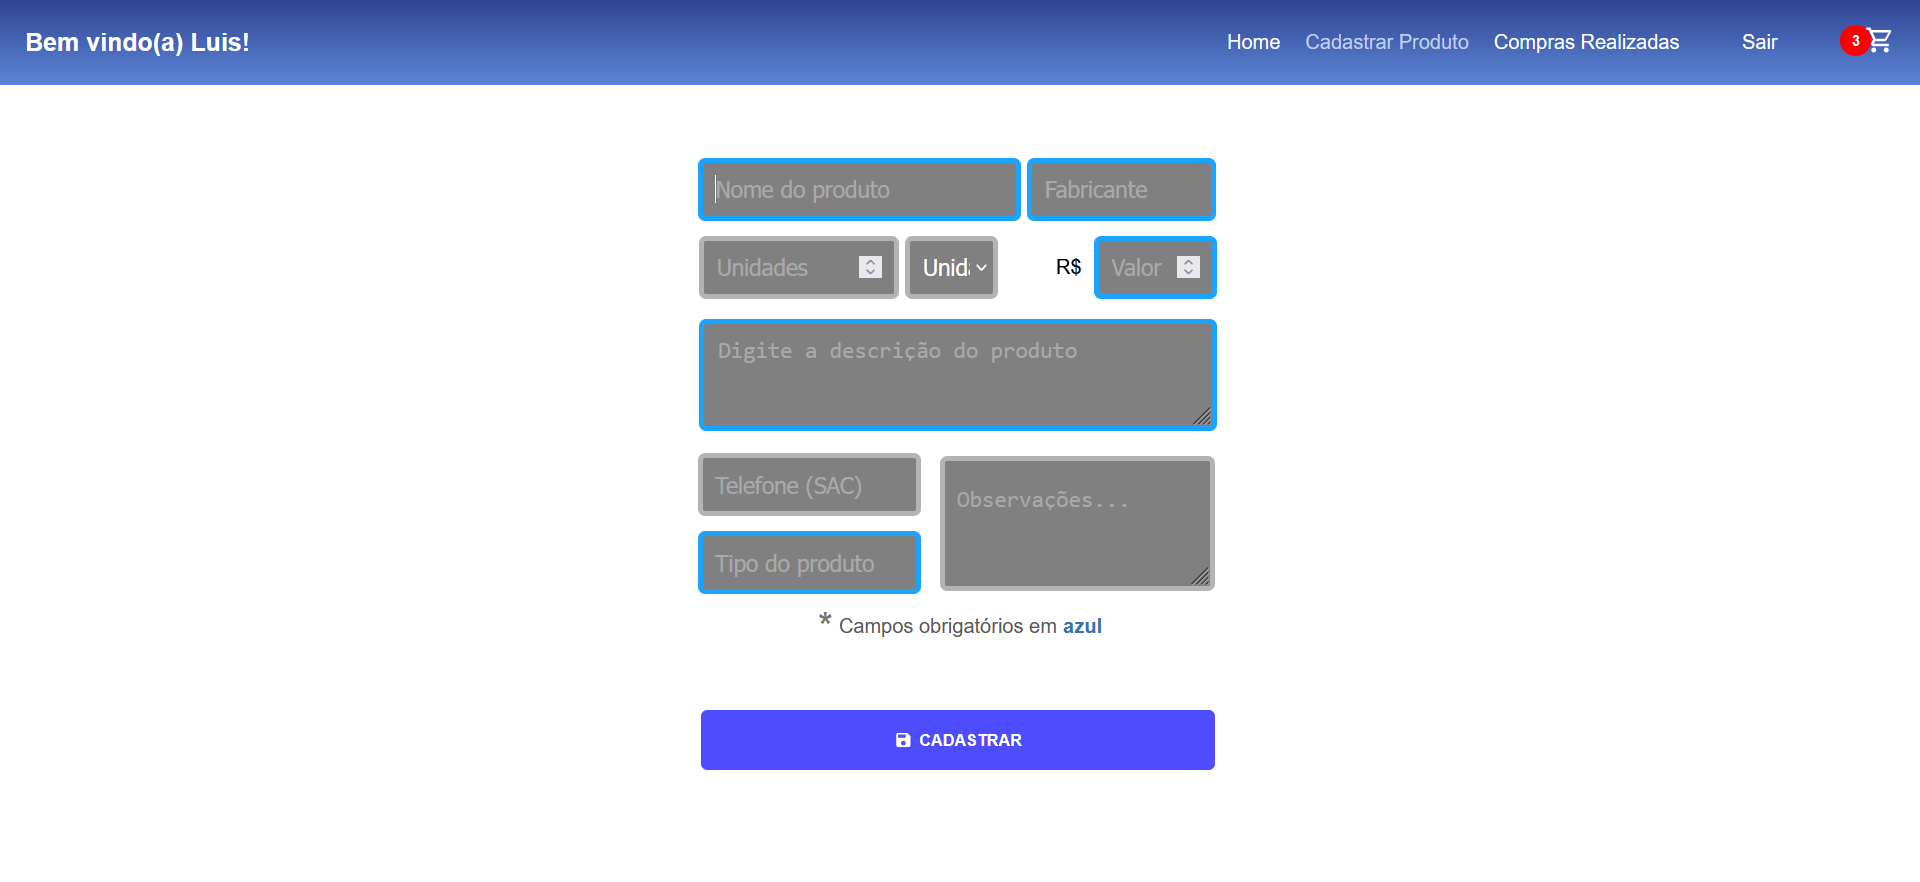 Bem vindo(a) Luis!
Home Cadastrar Produto Compras Realizadas Sair 3
Nome do produto Fabricante
Unidades Unida R$ Valor
Digite a descrição do produto
Telefone (SAC)
Observações...
Tipo do produto
* Campos obrigatórios em azul
CADASTRAR